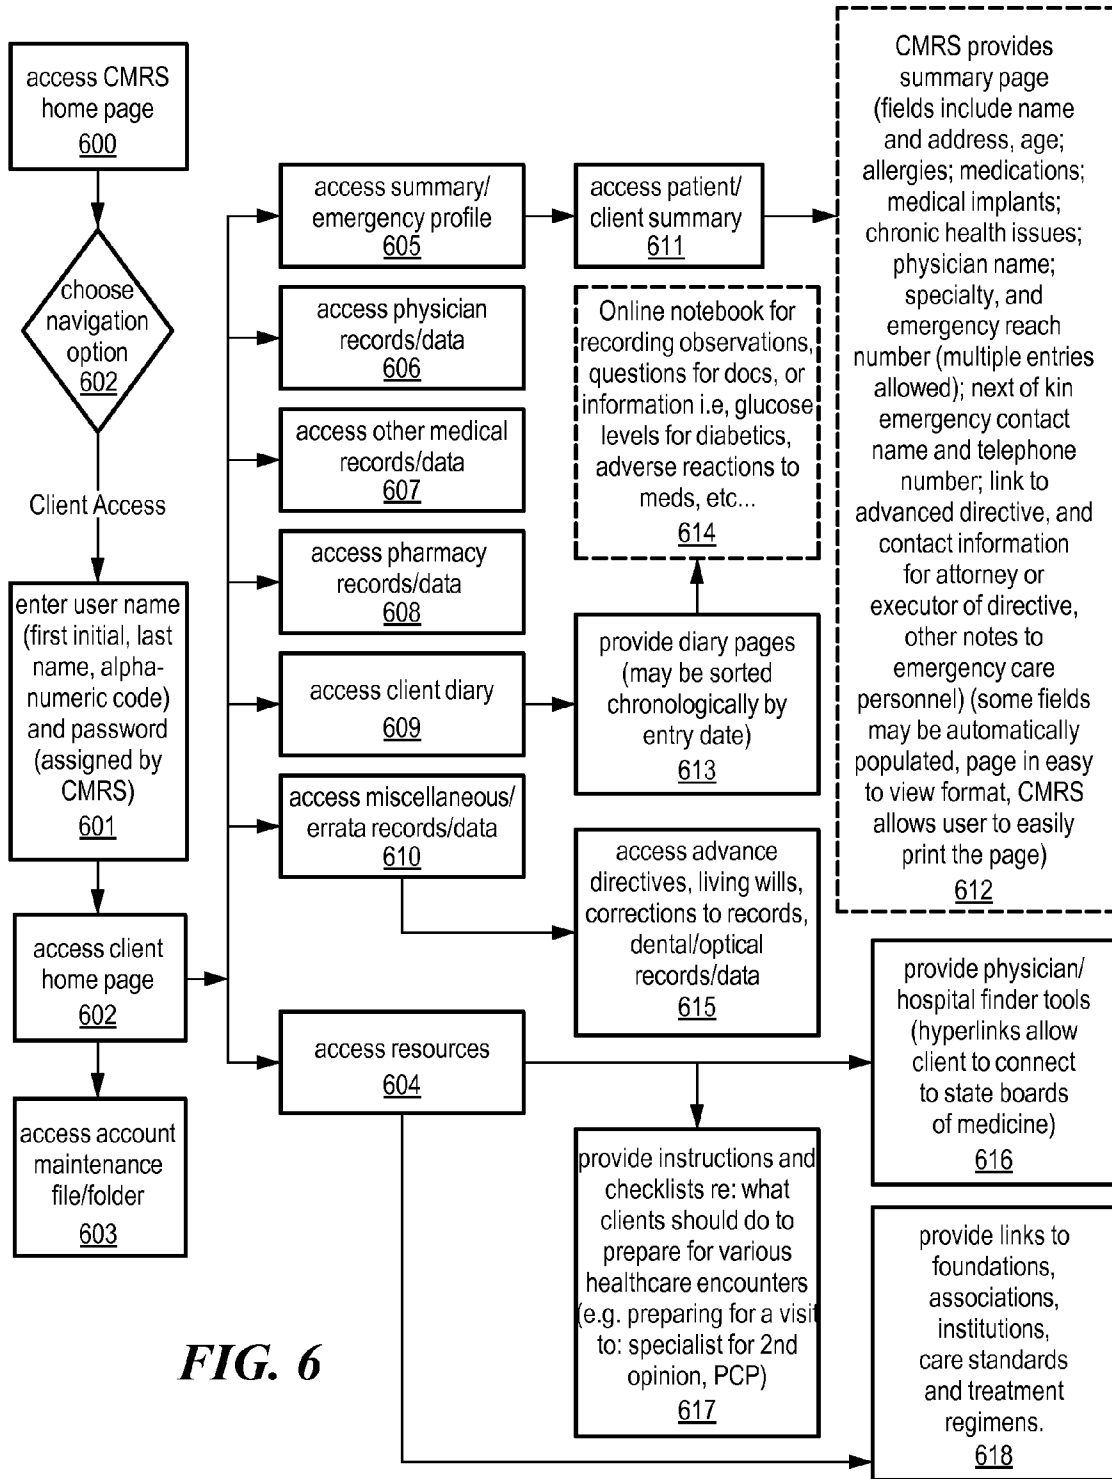 access CMRS
home page
600
choose
navigation
option
602
Client Access
enter user name
(first initial, last
name, alpha-
numeric code)
and password
(assigned by
CMRS)
601
access client
home page
602
access account
maintenance
file/folder
603
access summary/
emergency profile
605
access physician
records/data
606
access other medical
records/data
607
access pharmacy
records/data
608
access client diary
609
access miscellaneous/
errata records/data
610
access resources
604
access patient/
client summary
611
Online notebook for
recording observations,
questions for docs, or
information i.e, glucose
levels for diabetics,
adverse reactions to
meds, etc...
614
provide diary pages
(may be sorted
chronologically by
entry date)
613
access advance
directives, living wills,
corrections to records,
dental/optical
records/data
615
provide instructions and
checklists re: what
clients should do to
prepare for various
healthcare encounters
(e.g. preparing for a visit
to: specialist for 2nd
opinion, PCP)
617
CMRS provides
summary page
(fields include name
and address, age;
allergies; medications;
medical implants;
chronic health issues;
physician name;
specialty, and
emergency reach
number (multiple entries
allowed); next of kin
emergency contact
name and telephone
number; link to
advanced directive, and
contact information
for attorney or
executor of directive,
other notes to
emergency care
personnel) (some fields
may be automatically
populated, page in easy
to view format, CMRS
allows user to easily
print the page)
612
provide physician/
hospital finder tools
(hyperlinks allow
client to connect
to state boards
of medicine)
616
provide links to
foundations,
associations,
institutions,
care standards
and treatment
regimens.
618
FIG. 6